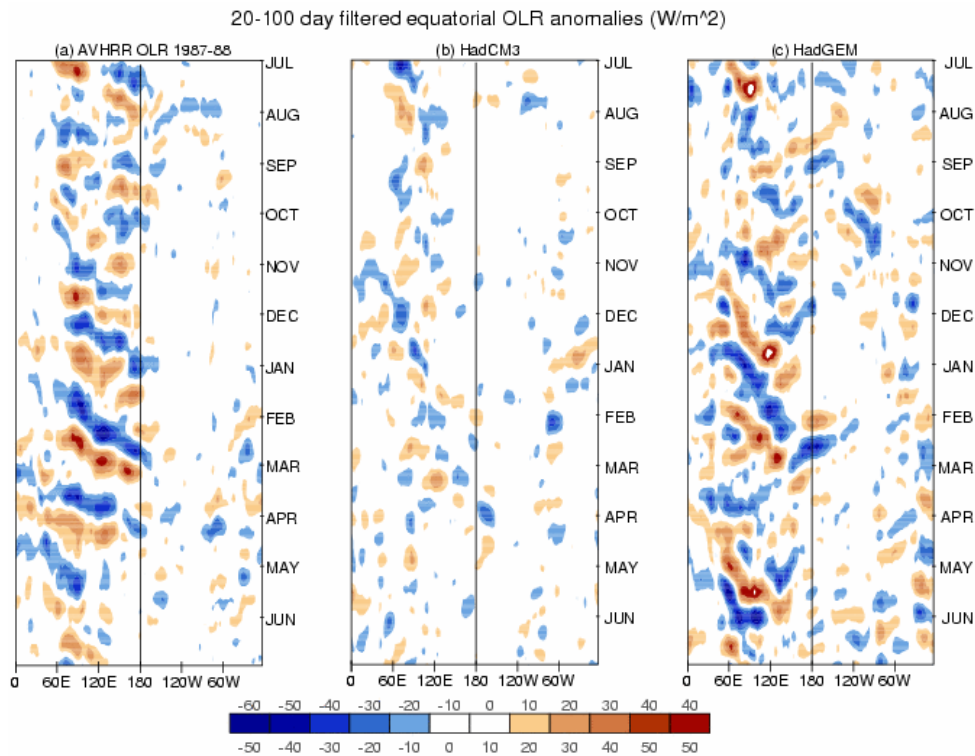 20-100 day filtered equatorial OLR anomalies (W/m^2)
(a) AVHRR OLR 1987-88
(b) HadCM3
(c) HadGEM
JUL
AUG
SEP
OCT
NOV
DEC
JAN
FEB
MAR
APR
MAY
JUN
0 60E 120E 180 120W 60W
JUL
AUG
SEP
OCT
NOV
DEC
JAN
FEB
MAR
APR
MAY
JUN
0 60E 120E 180 120W 60W
JUL
AUG
SEP
OCT
NOV
DEC
JAN
FEB
MAR
APR
MAY
JUN
0 60E 120E 180 120W 60W
-60 -50 -40 -30 -20 -10 0 10 20 30 40 40
-50 -40 -30 -20 -10 0 10 20 30 40 50